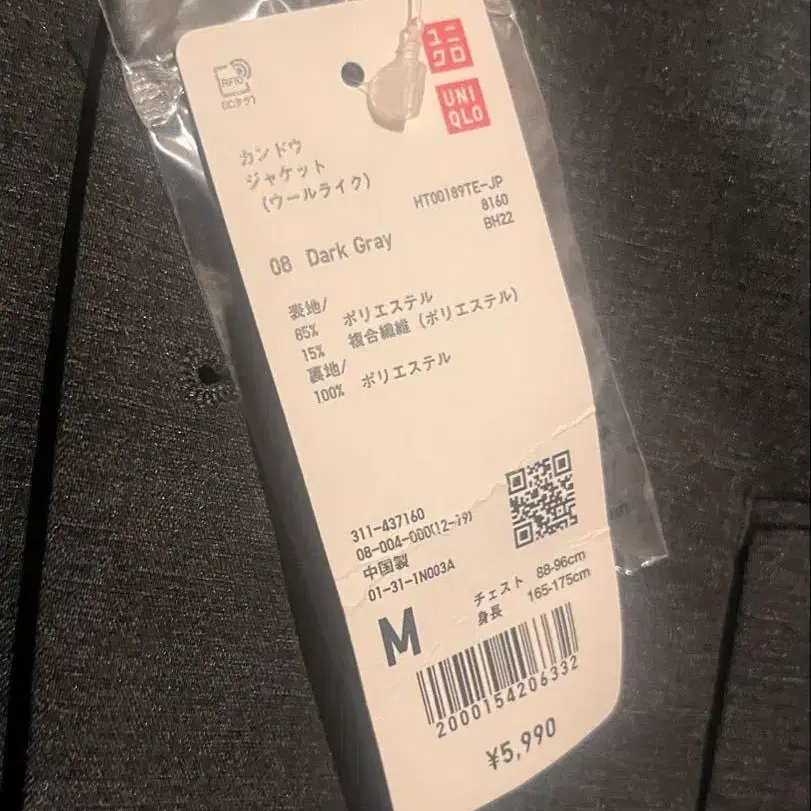 RFID
(ICタグ)
ユニ
クロ
UNI
QLO
カンドウ
ジャケット
(ウールライク)
HT00189TE-JP
8160
BH22
08 Dark Gray
表地/
85% ポリエステル
15% 複合繊維 (ポリエステル)
裏地/
100% ポリエステル
311-437160
08-004-000(12-19)
中国製
01-31-1N003A
M
チェスト 88-96cm
身長 165-175cm
2000154206332
¥5,990